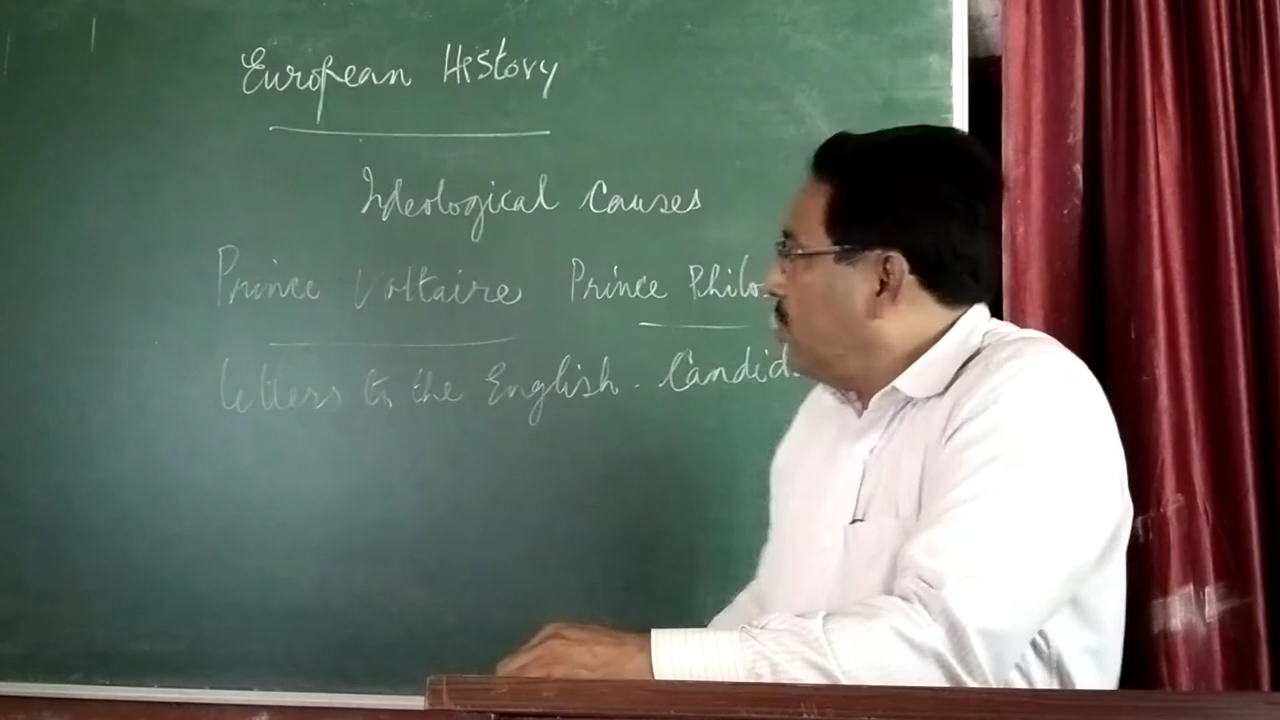 European History
Ideological Causes
Prince Voltaire Prince Philo
Letters to the English - Candid